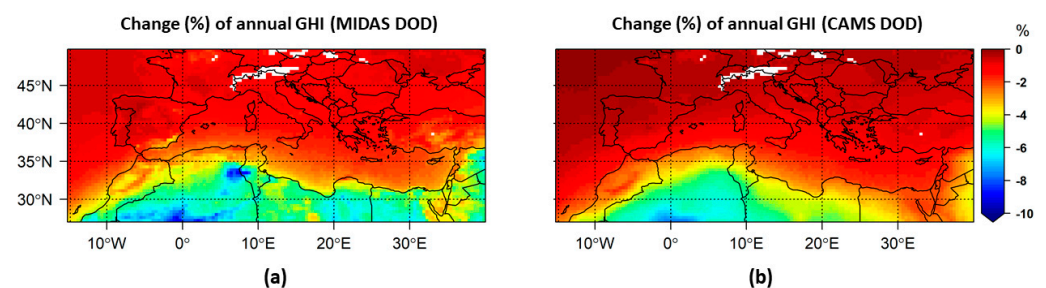 Change (%) of annual GHI (MIDAS DOD)
45°N
40°N
35°N
30°N
10°W 0° 10°E 20°E 30°E
(a)
Change (%) of annual GHI (CAMS DOD)
10°W 0° 10°E 20°E 30°E
(b)
%
0
-2
-4
-6
-8
-10